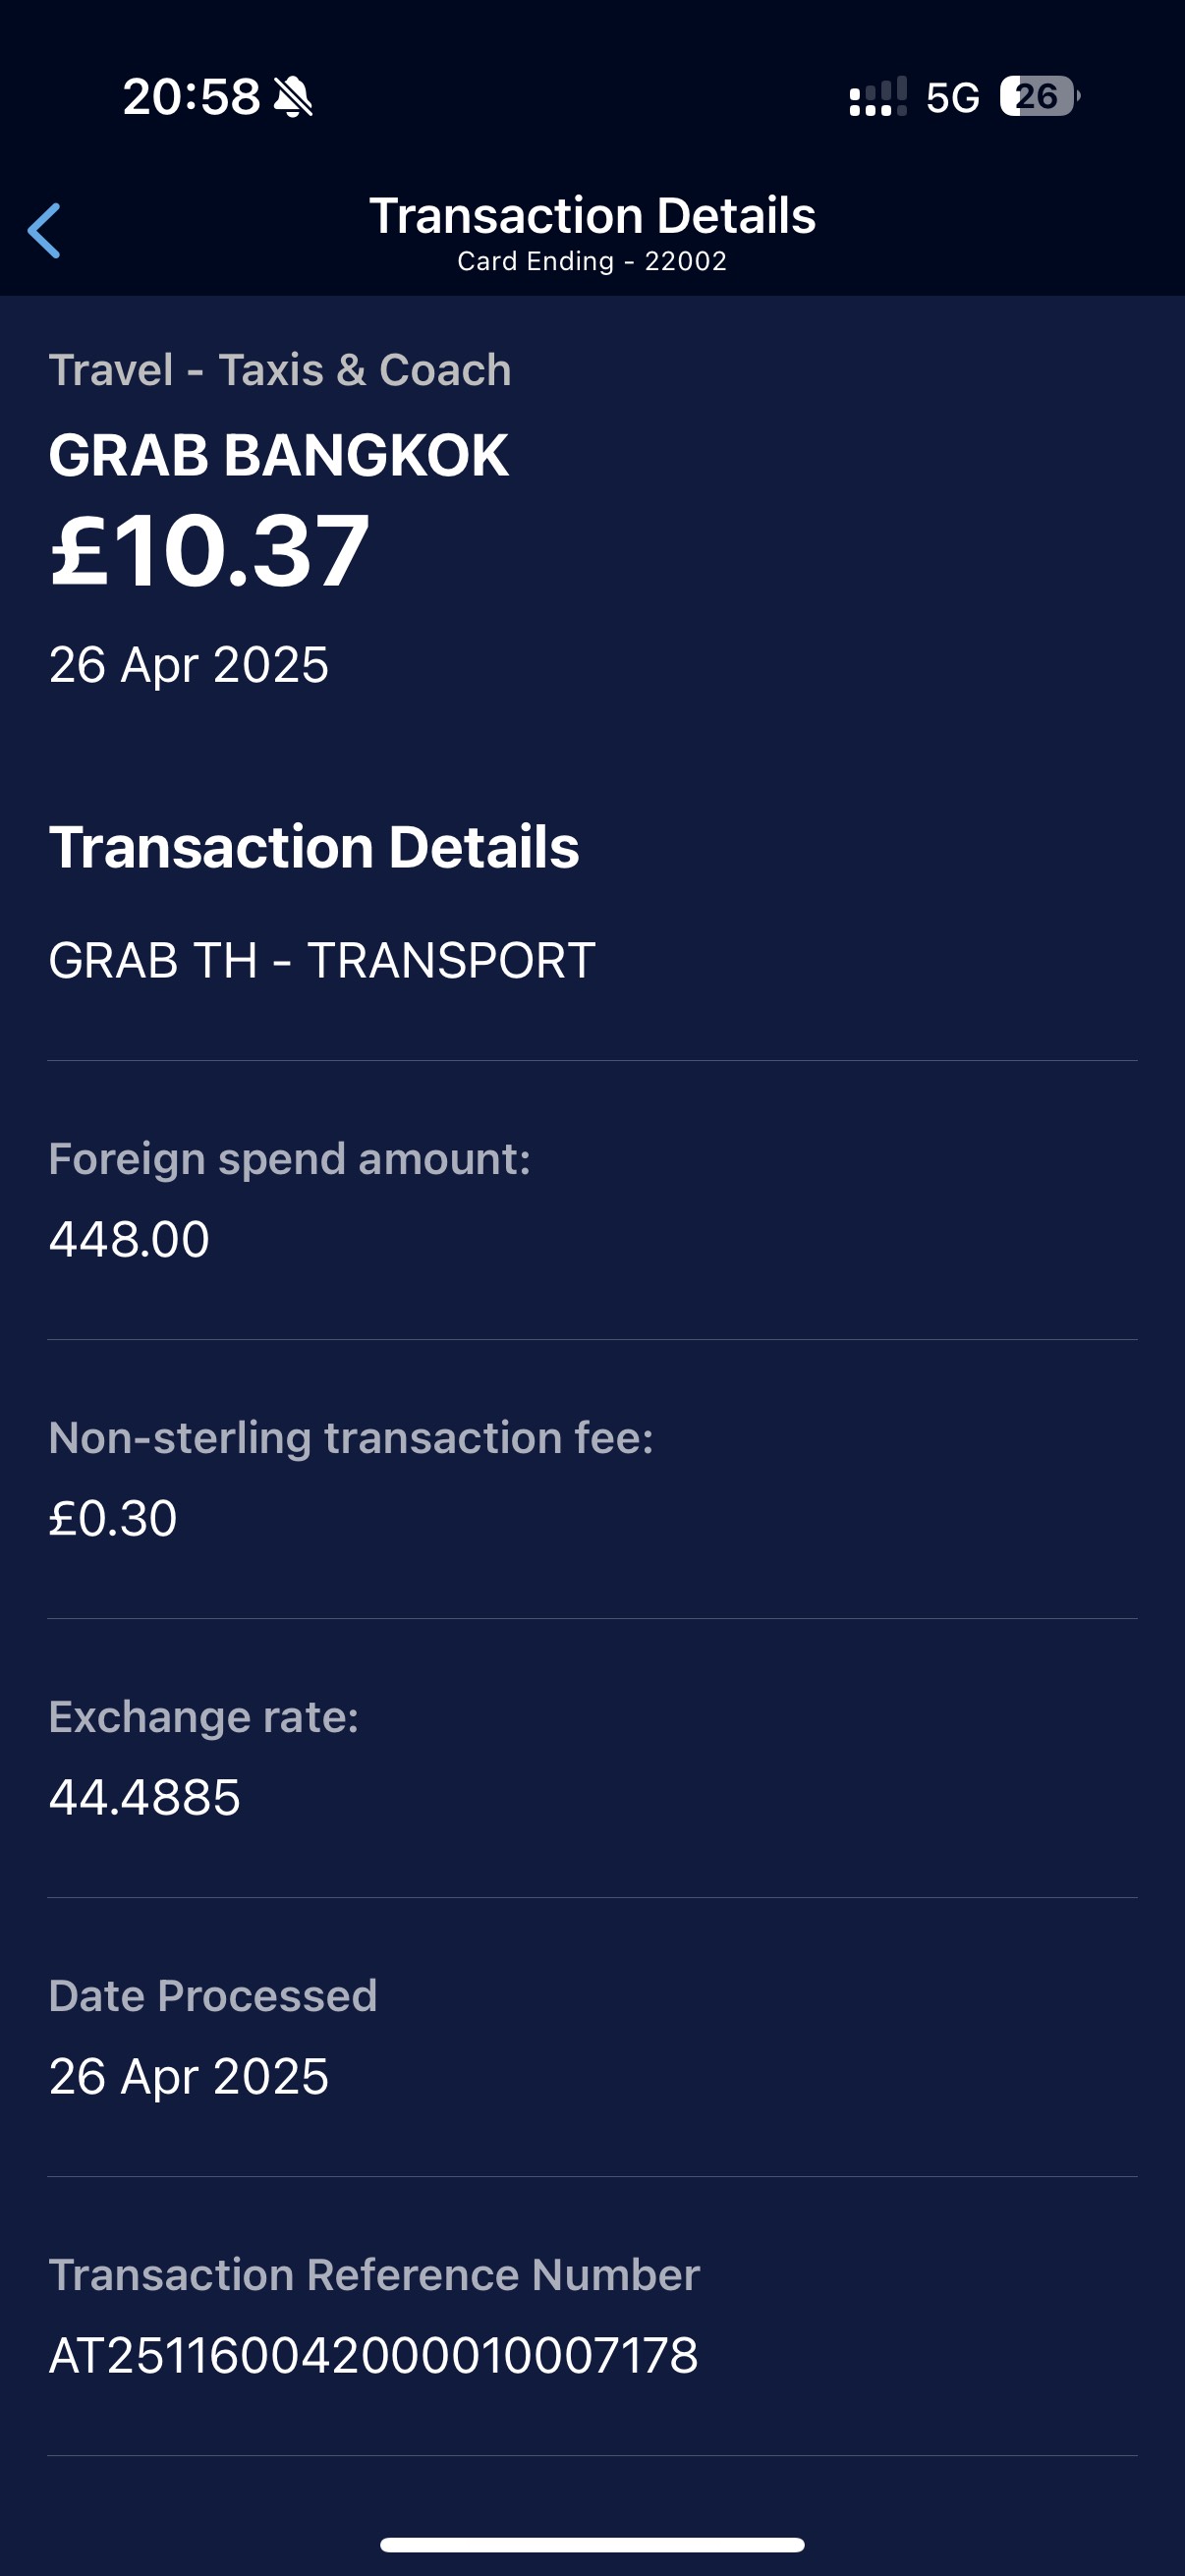 20:58
5G 26
Transaction Details
Card Ending - 22002
Travel - Taxis & Coach
GRAB BANGKOK
£10.37
26 Apr 2025
Transaction Details
GRAB TH - TRANSPORT
Foreign spend amount:
448.00
Non-sterling transaction fee:
£0.30
Exchange rate:
44.4885
Date Processed
26 Apr 2025
Transaction Reference Number
AT251160042000010007178